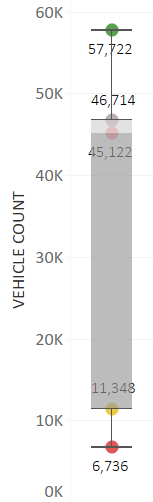 60K
57,722
50K
46,714
45,122
40K
VEHICLE COUNT
30K
20K
11,348
10K
6,736
0K